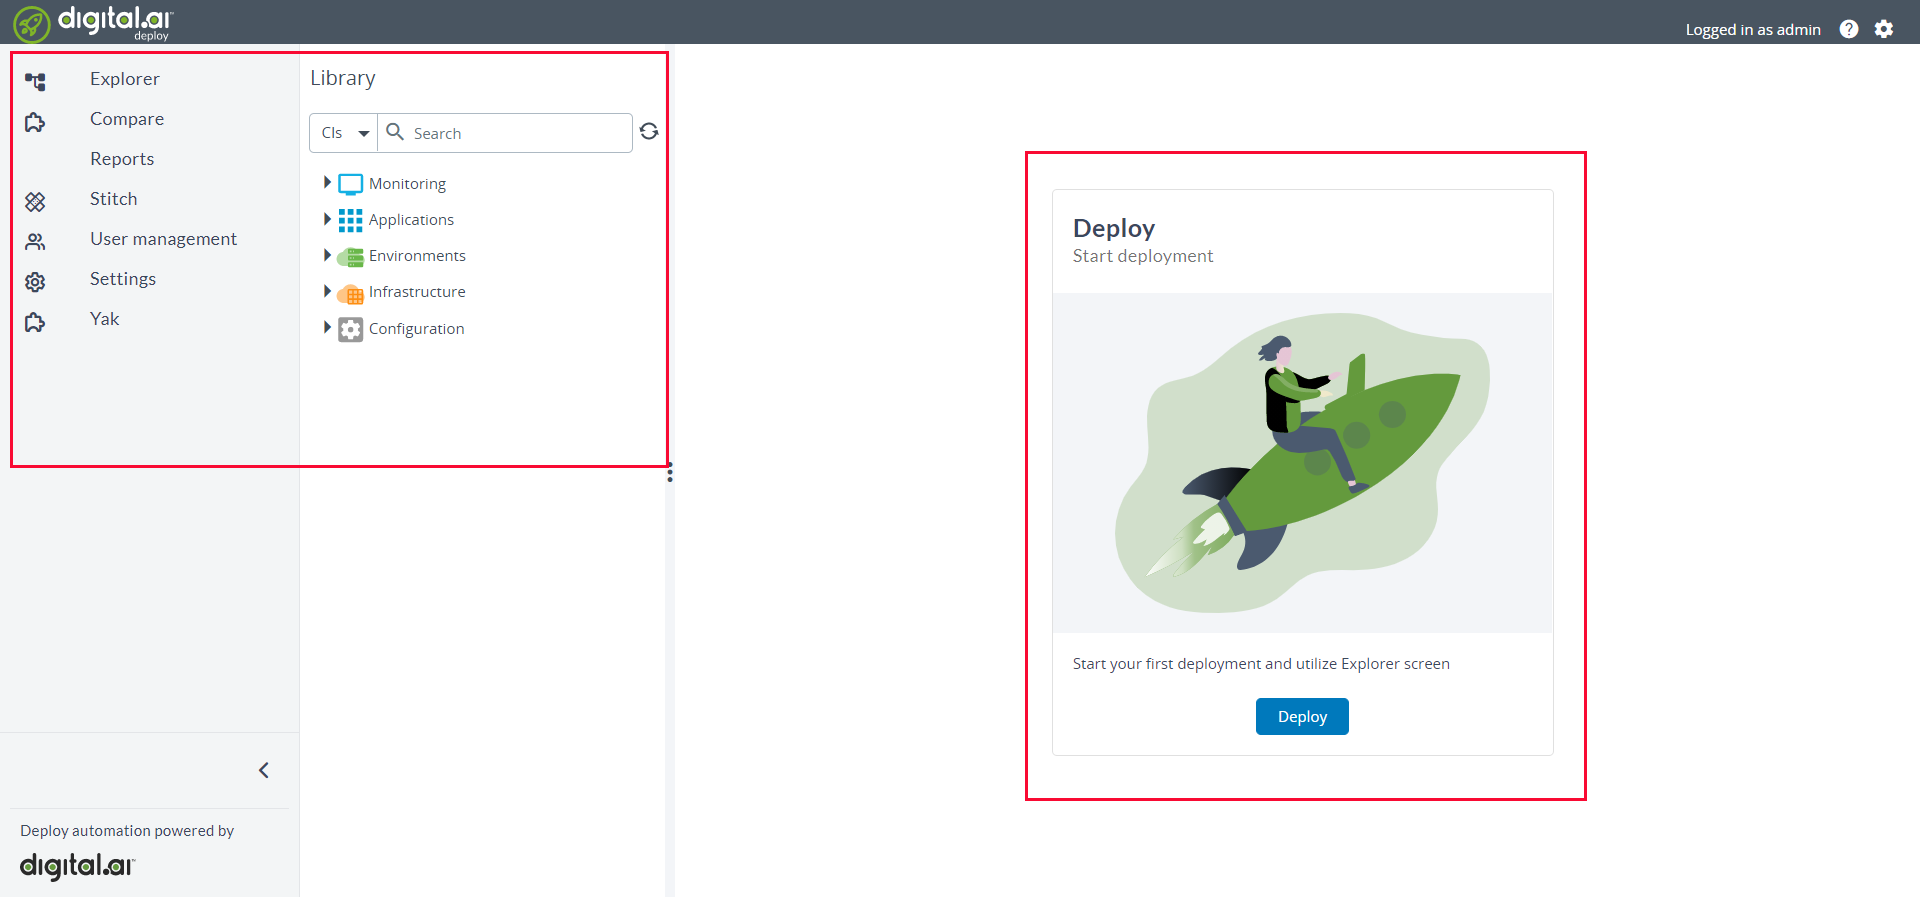 digital.ai™
deploy
Logged in as admin
Explorer
Compare
Reports
Stitch
User management
Settings
Yak
Library
CIs
Search
Monitoring
Applications
Environments
Infrastructure
Configuration
Deploy
Start deployment
Start your first deployment and utilize Explorer screen
Deploy
Deploy automation powered by
digital.ai™